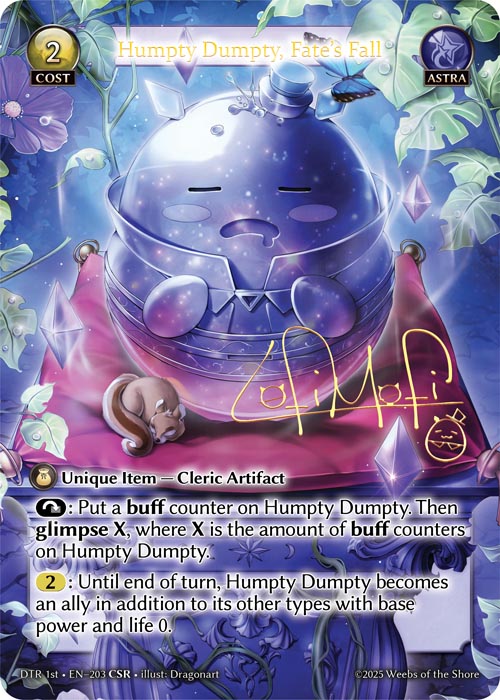 2
COST
Humpty Dumpty, Fate's Fall
ASTRA
LofiMofi
Unique Item — Cleric Artifact
: Put a buff counter on Humpty Dumpty. Then
glimpse X, where X is the amount of buff counters
on Humpty Dumpty.
2 : Until end of turn, Humpty Dumpty becomes
an ally in addition to its other types with base
power and life 0.
DTR 1st • EN–203 CSR • illust: Dragonart
©2025 Weebs of the Shore